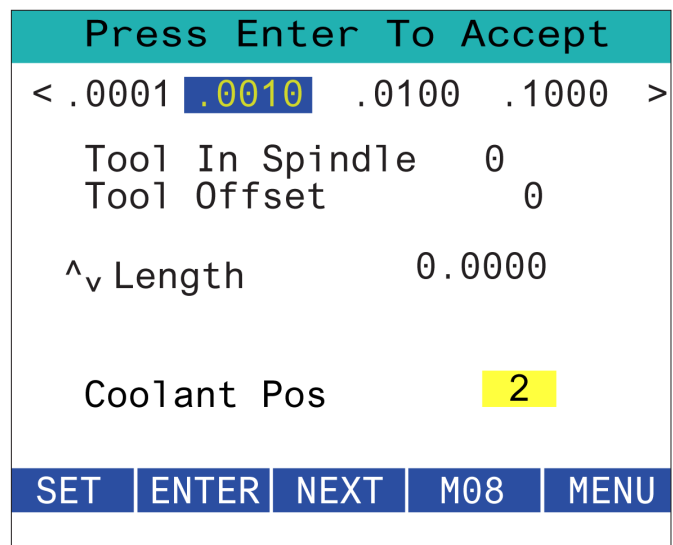 Press Enter To Accept
< .0001 .0010 .0100 .1000 >
Tool In Spindle 0
Tool Offset 0
^v Length 0.0000
Coolant Pos 2
SET ENTER NEXT M08 MENU